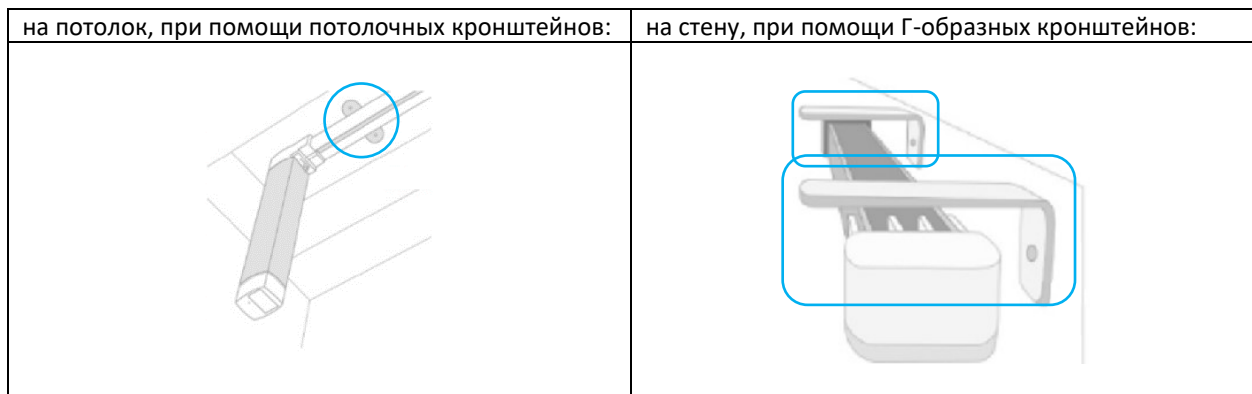 на потолок, при помощи потолочных кронштейнов:
на стену, при помощи Г-образных кронштейнов: